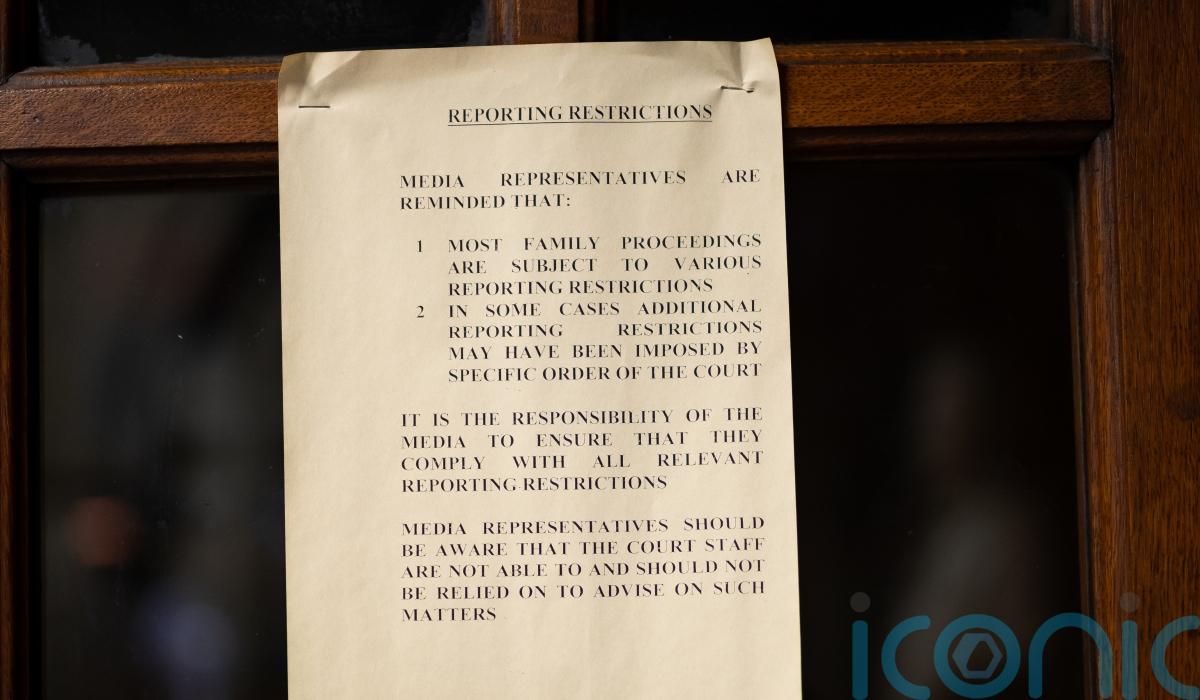 REPORTING RESTRICTIONS
MEDIA REPRESENTATIVES ARE
REMINDED THAT:
1 MOST FAMILY PROCEEDINGS
ARE SUBJECT TO VARIOUS
REPORTING RESTRICTIONS
2 IN SOME CASES ADDITIONAL
REPORTING RESTRICTIONS
MAY HAVE BEEN IMPOSED BY
SPECIFIC ORDER OF THE COURT
IT IS THE RESPONSIBILITY OF THE
MEDIA TO ENSURE THAT THEY
COMPLY WITH ALL RELEVANT
REPORTING RESTRICTIONS
MEDIA REPRESENTATIVES SHOULD
BE AWARE THAT THE COURT STAFF
ARE NOT ABLE TO AND SHOULD NOT
BE RELIED ON TO ADVISE ON SUCH
MATTERS
iconic